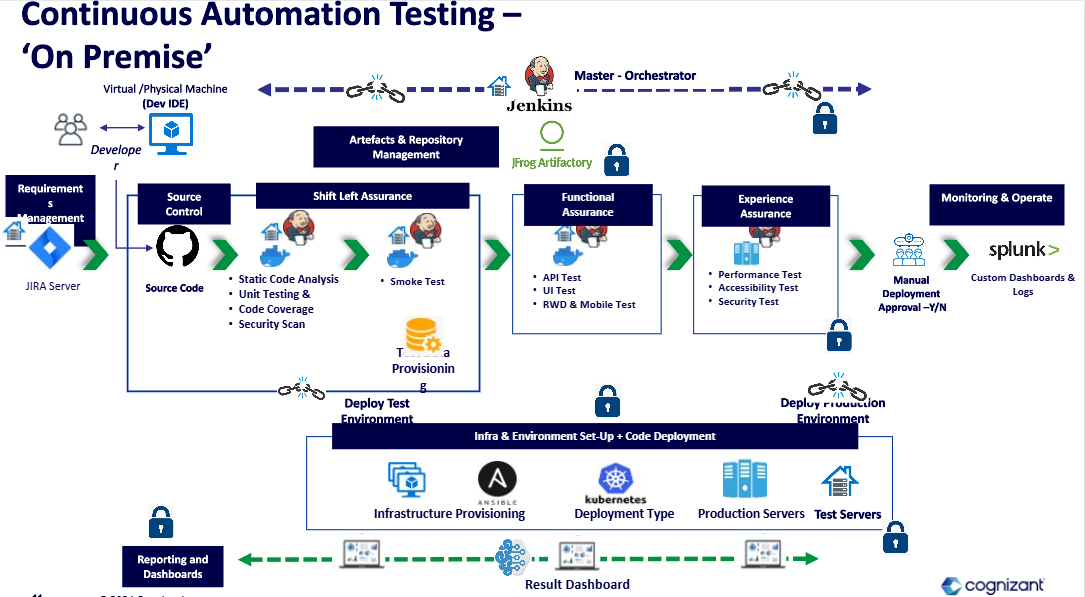 Continuous Automation Testing –
‘On Premise’
Virtual /Physical Machine
(Dev IDE)
Develope
r
Master - Orchestrator
Jenkins
Artefacts & Repository
Management
JFrog Artifactory
Requirement
s
Management
JIRA Server
Source
Control
Source Code
Shift Left Assurance
• Static Code Analysis
• Unit Testing &
• Code Coverage
• Security Scan
• Smoke Test
Provisionin
g
Functional
Assurance
• API Test
• UI Test
• RWD & Mobile Test
Experience
Assurance
• Performance Test
• Accessibility Test
• Security Test
Manual
Deployment
Approval –Y/N
Monitoring & Operate
splunk>
Custom Dashboards &
Logs
Deploy Test
Environment
Deploy Production
Environment
Infra & Environment Set-Up + Code Deployment
ANSIBLE
kubernetes
Infrastructure Provisioning
Deployment Type
Production Servers
Test Servers
Reporting and
Dashboards
Result Dashboard
cognizant